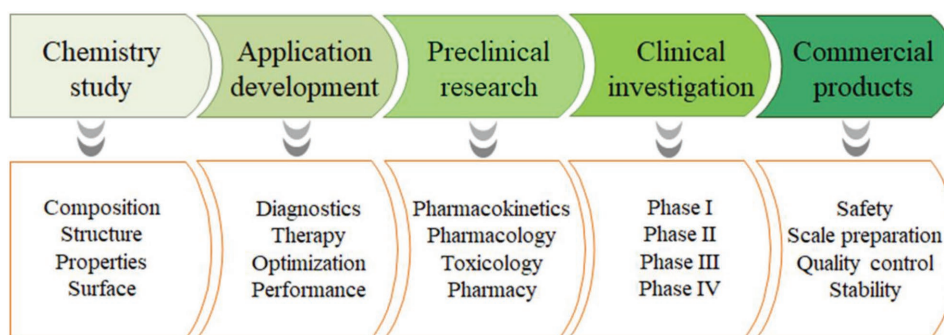 Chemistry
study
Application
development
Preclinical
research
Clinical
investigation
Commercial
products
Composition
Structure
Properties
Surface
Diagnostics
Therapy
Optimization
Performance
Pharmacokinetics
Pharmacology
Toxicology
Pharmacy
Phase I
Phase II
Phase III
Phase IV
Safety
Scale preparation
Quality control
Stability